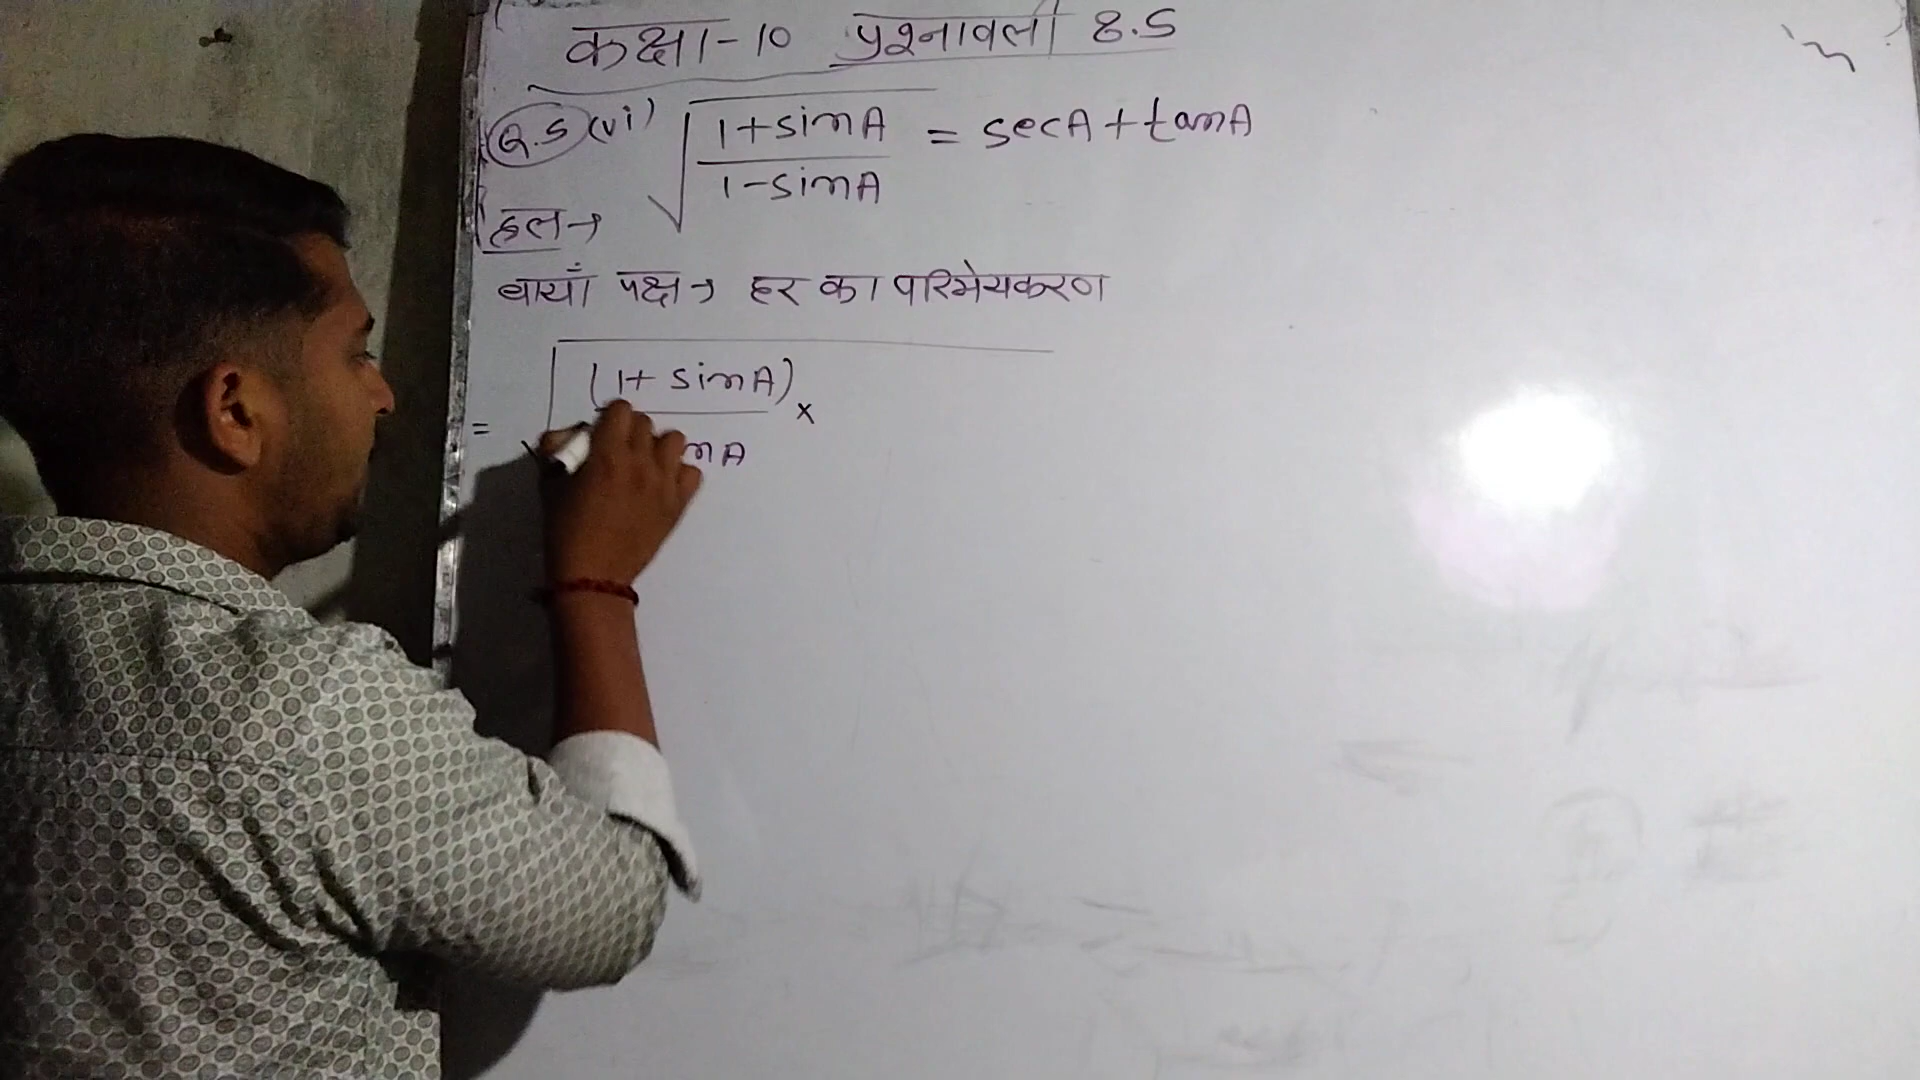 कक्षा-10 प्रश्नावली 8.5
Q.5 (vi) √ 1+sinA / 1-sinA = secA + tanA
हल→
बायाँ पक्ष→ हर का परिमेयकरण
= √ (1+ sinA) / nA ×